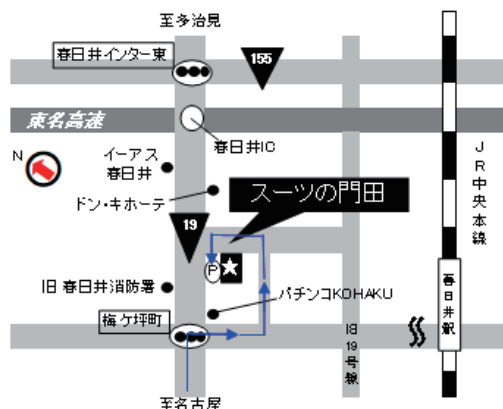 至多治見
春日井インター東
155
東名高速
19
春日井IC
N
イーアス
春日井
ドン・キホーテ
スーツの門田
19
P
旧 春日井消防署
パチンコKOHAKU
梅ケ坪町
至名古屋
旧19号線
JR中央本線
春日井駅